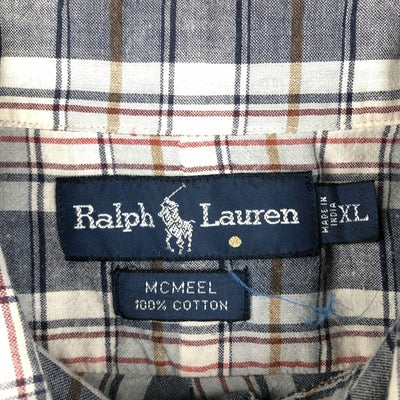 Ralph Lauren
MADE IN
INDIA
XL
MCMEEL
100% COTTON